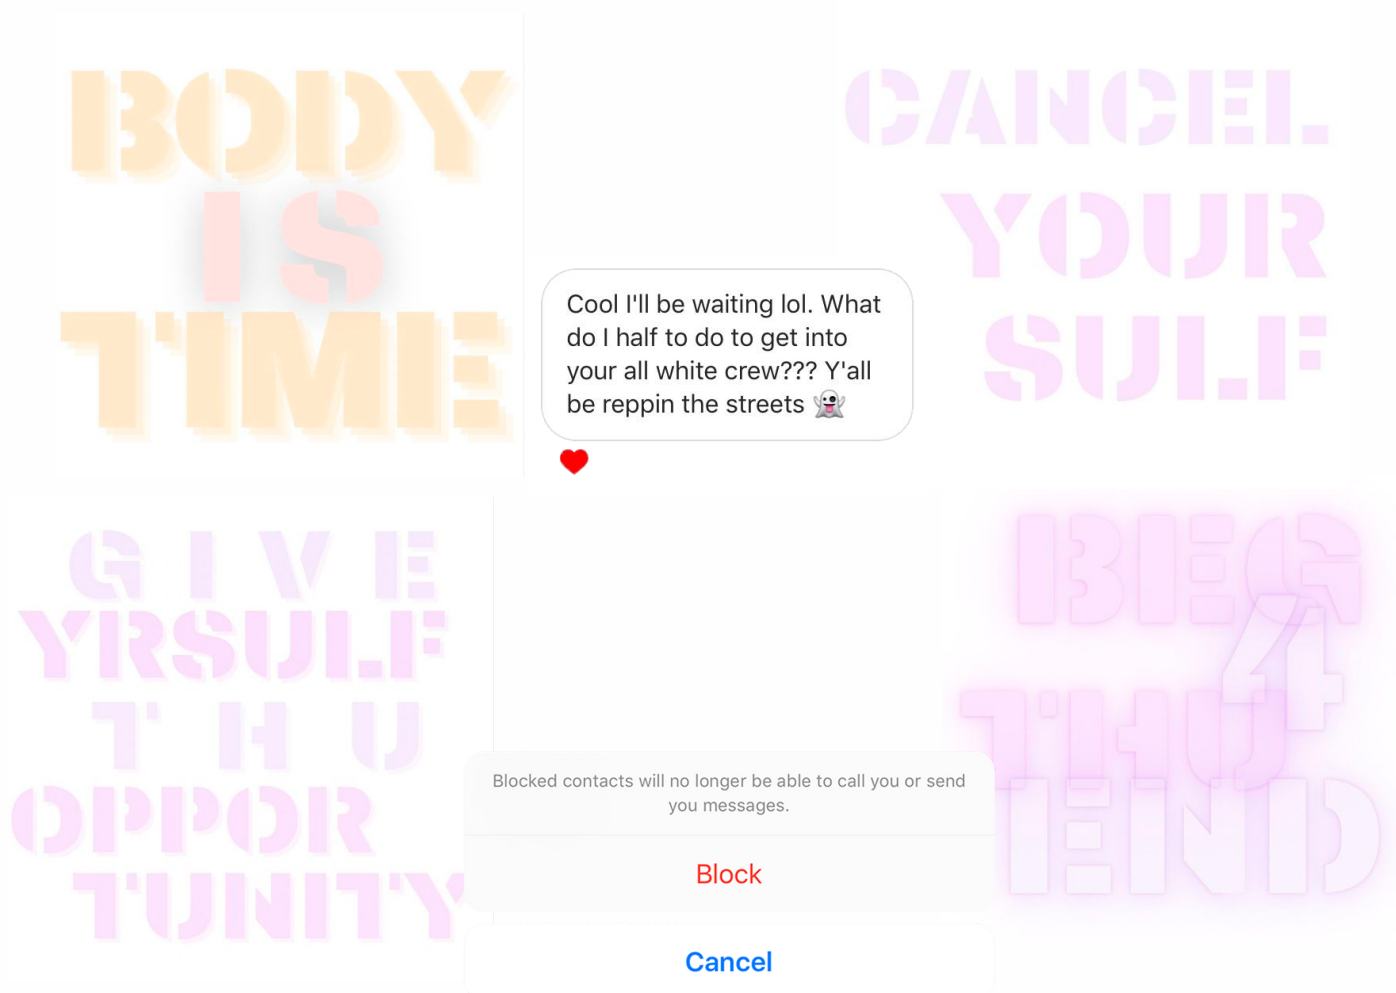 BODY
IS
TIME
CANCEL
YOUR
SULF
Cool I'll be waiting lol. What
do I half to do to get into
your all white crew??? Y'all
be reppin the streets 👻
GIVE
YRSULF
THU
OPPOR
TUNITY
BEG
4
THU
END
Blocked contacts will no longer be able to call you or send
you messages.
Block
Cancel